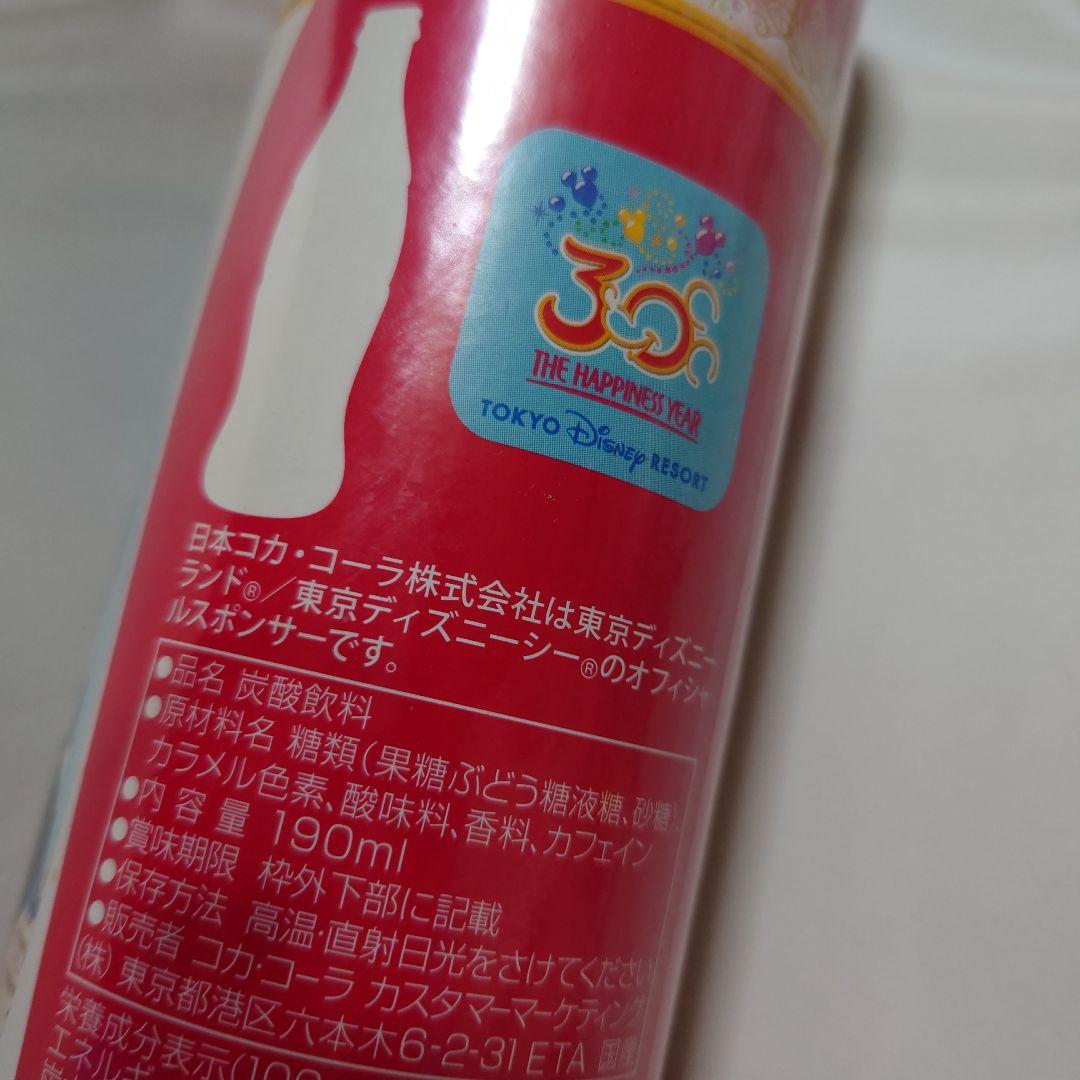 30
THE HAPPINESS YEAR
TOKYO Disney RESORT
日本コカ・コーラ株式会社は東京ディズニー
ランド®/東京ディズニーシー®のオフィシャ
ルスポンサーです。
●品名 炭酸飲料
●原材料名 糖類(果糖ぶどう糖液糖、砂糖)、
カラメル色素、酸味料、香料、カフェイン
●内容量 190ml
●賞味期限 枠外下部に記載
●保存方法 高温・直射日光をさけてください
●販売者 コカ・コーラ カスタマーマーケティング
(株) 東京都港区六本木6-2-31 ETA 国産
栄養成分表示(100
エネルギ